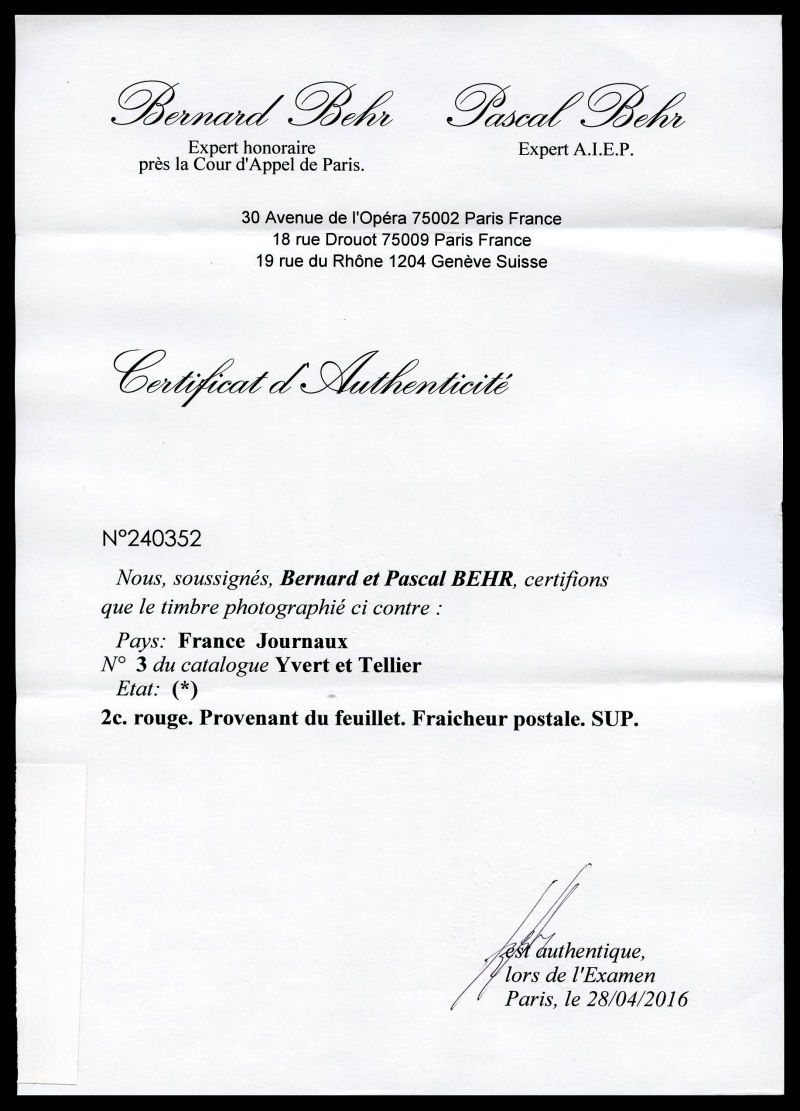 Bernard Behr
Expert honoraire
près la Cour d'Appel de Paris.
Pascal Behr
Expert A.I.E.P.
30 Avenue de l'Opéra 75002 Paris France
18 rue Drouot 75009 Paris France
19 rue du Rhône 1204 Genève Suisse
Certificat d'Authenticité
N°240352
Nous, soussignés, Bernard et Pascal BEHR, certifions
que le timbre photographié ci contre :
Pays: France Journaux
N° 3 du catalogue Yvert et Tellier
Etat: (*)
2c. rouge. Provenant du feuillet. Fraicheur postale. SUP.
est authentique,
lors de l'Examen
Paris, le 28/04/2016